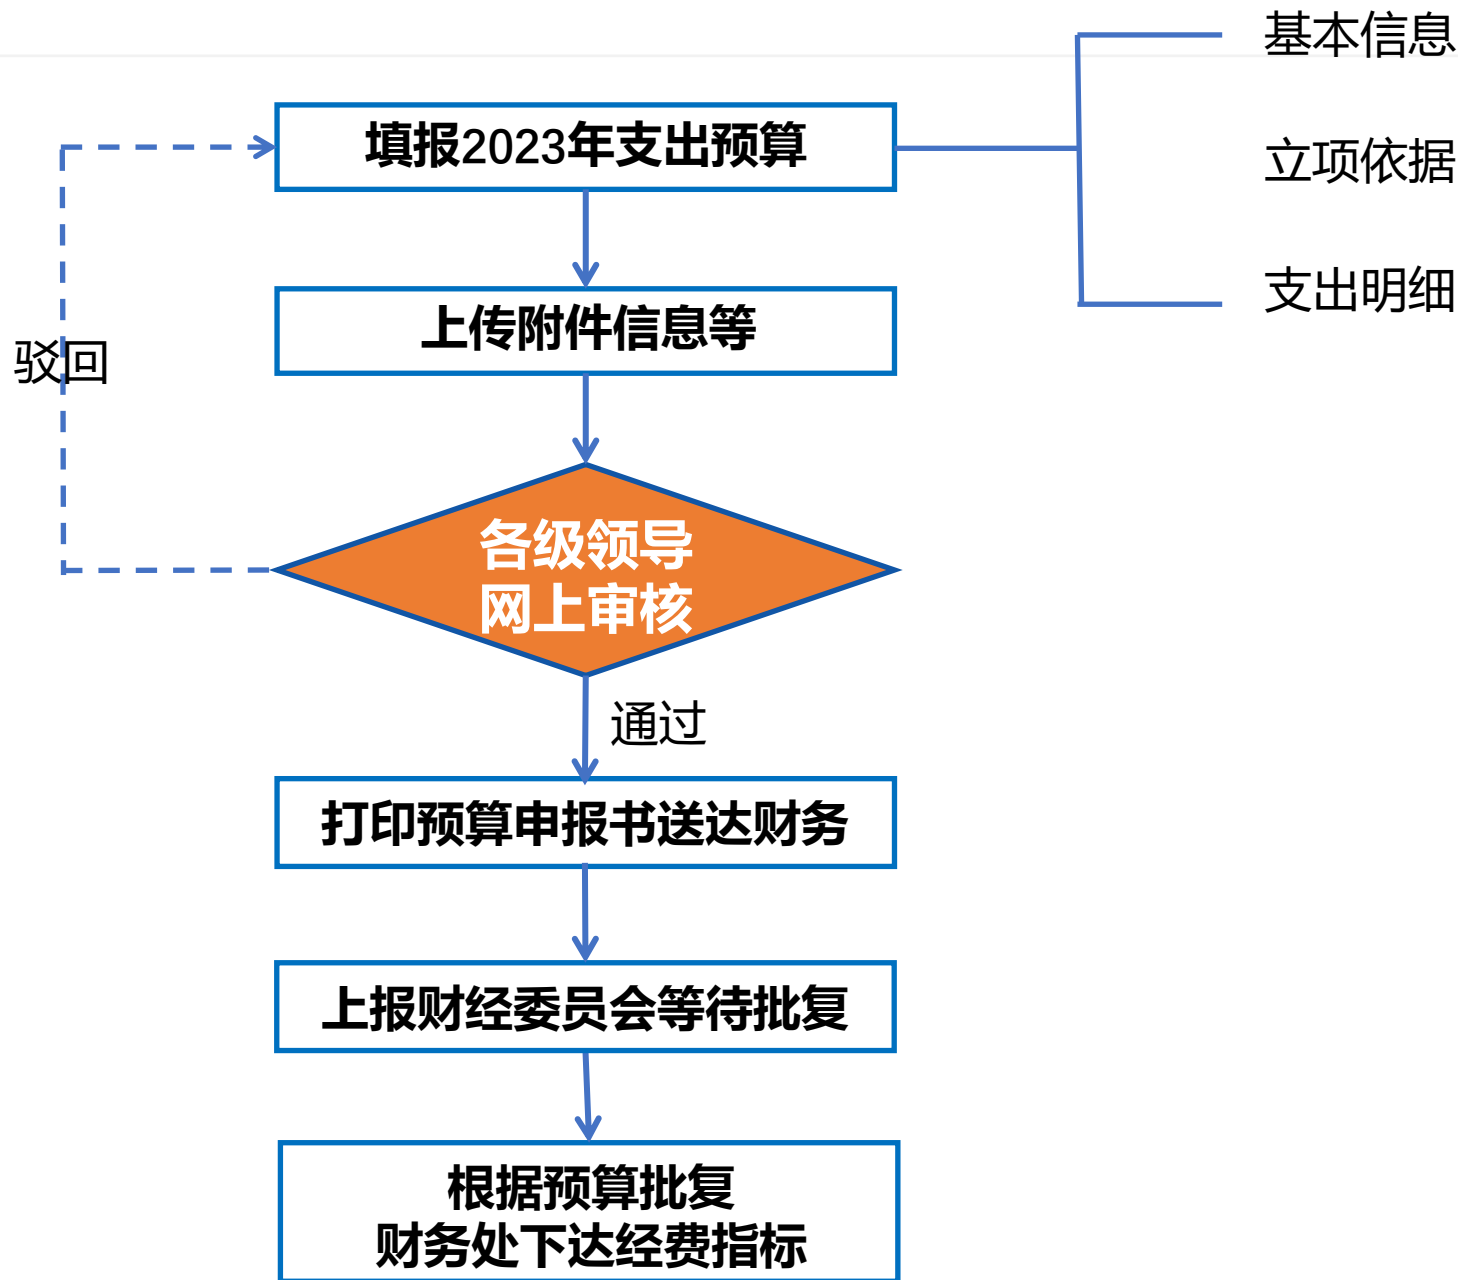 基本信息
填报2023年支出预算
立项依据
支出明细
上传附件信息等
驳回
各级领导
网上审核
通过
打印预算申报书送达财务
上报财经委员会等待批复
根据预算批复
财务处下达经费指标